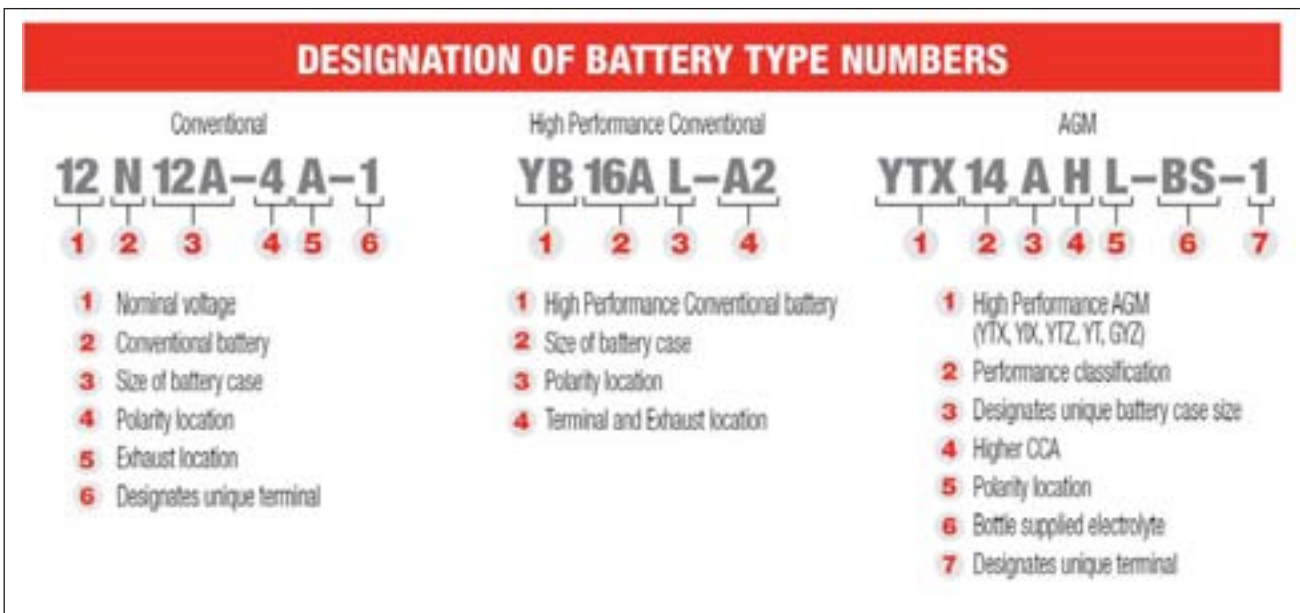 DESIGNATION OF BATTERY TYPE NUMBERS
Conventional
12 N 12A-4 A-1
1 2 3 4 5 6
1 Nominal voltage
2 Conventional battery
3 Size of battery case
4 Polarity location
5 Exhaust location
6 Designates unique terminal
High Performance Conventional
YB 16A L-A2
1 2 3 4
1 High Performance Conventional battery
2 Size of battery case
3 Polarity location
4 Terminal and Exhaust location
AGM
YTX 14 A H L-BS-1
1 2 3 4 5 6 7
1 High Performance AGM
(YTX, YIX, YTZ, YT, GYZ)
2 Performance classification
3 Designates unique battery case size
4 Higher CCA
5 Polarity location
6 Bottle supplied electrolyte
7 Designates unique terminal